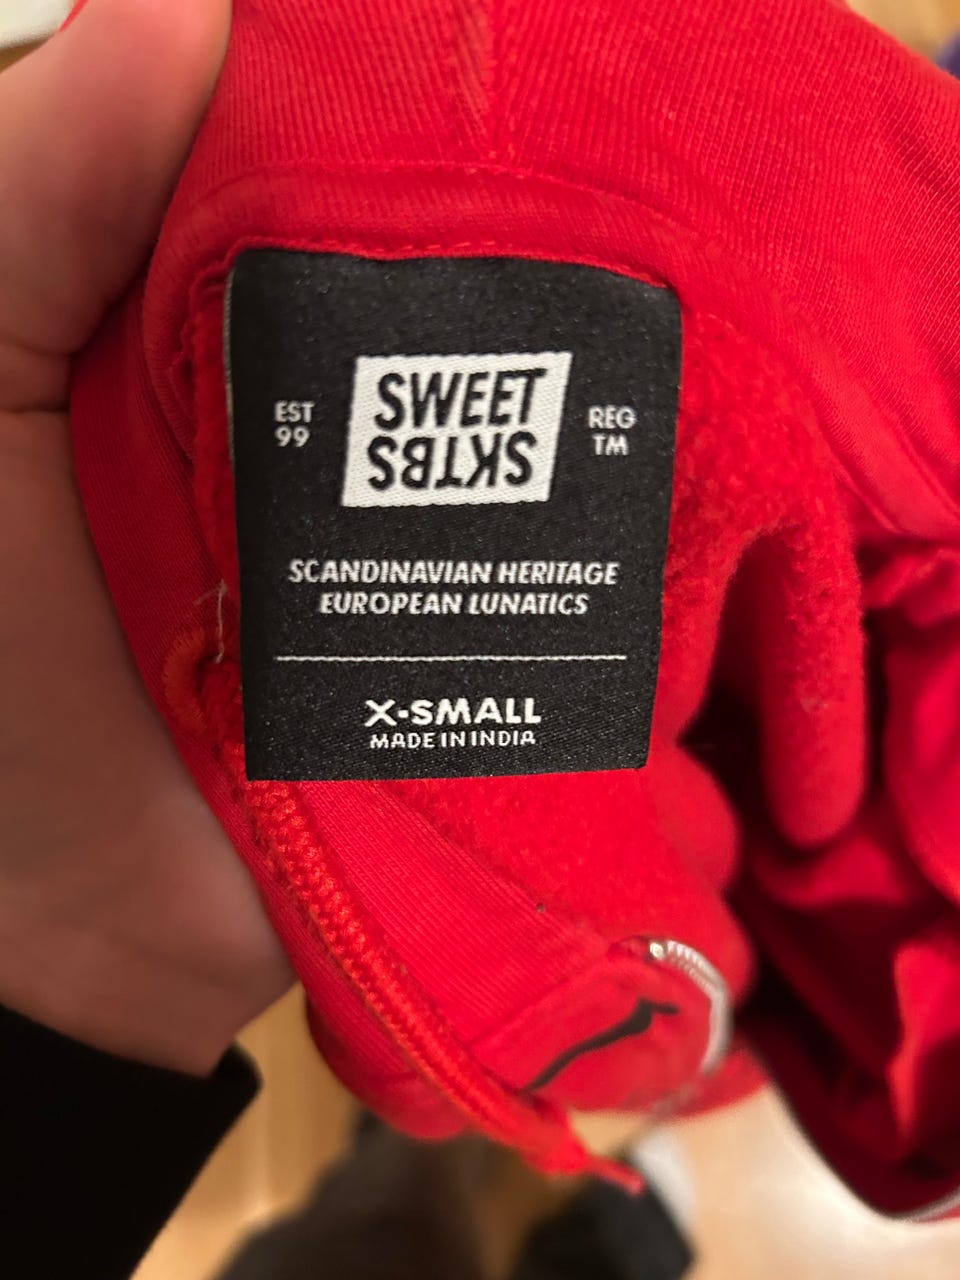 SWEET
SKTBS
EST
99
REG
TM
SCANDINAVIAN HERITAGE
EUROPEAN LUNATICS
X-SMALL
MADE IN INDIA